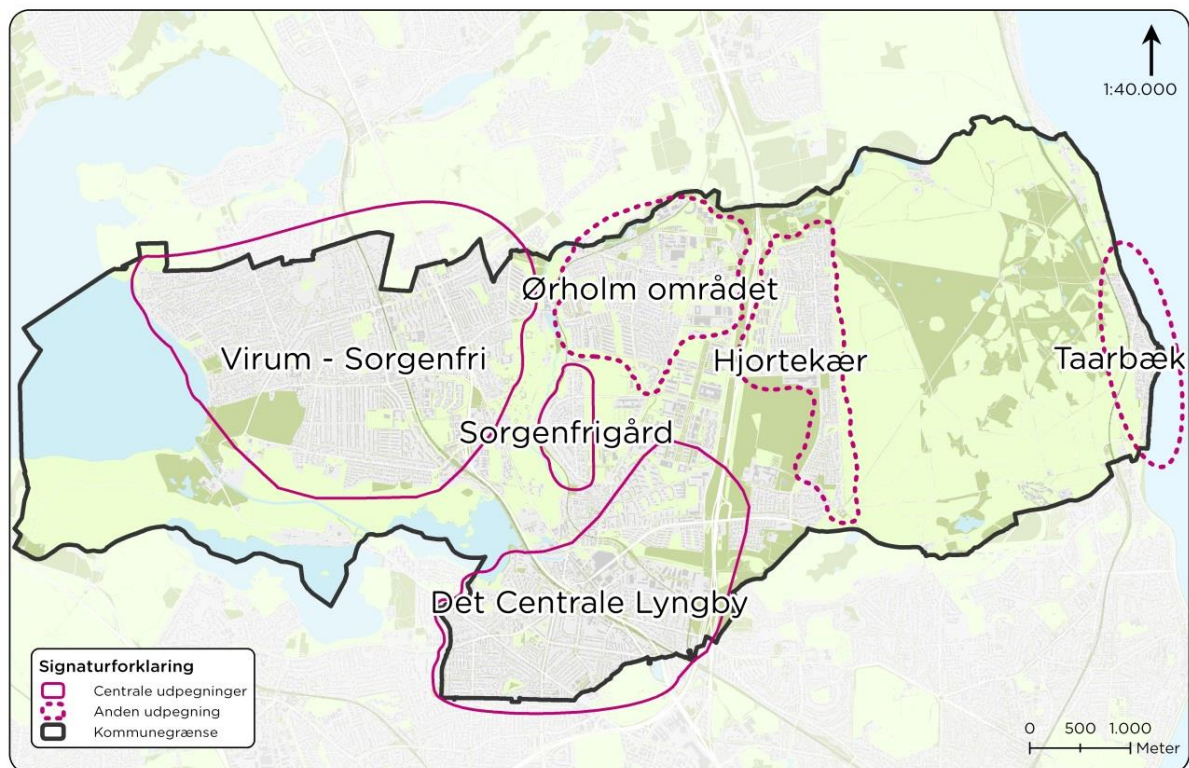 1:40.000
Ørholm området
Virum - Sorgenfri
Hjortekær
Taarbæk
Sorgenfrigård
Det Centrale Lyngby
Signaturforklaring
Centrale udpegninger
Anden udpegning
Kommunegrænse
0 500 1.000
Meter